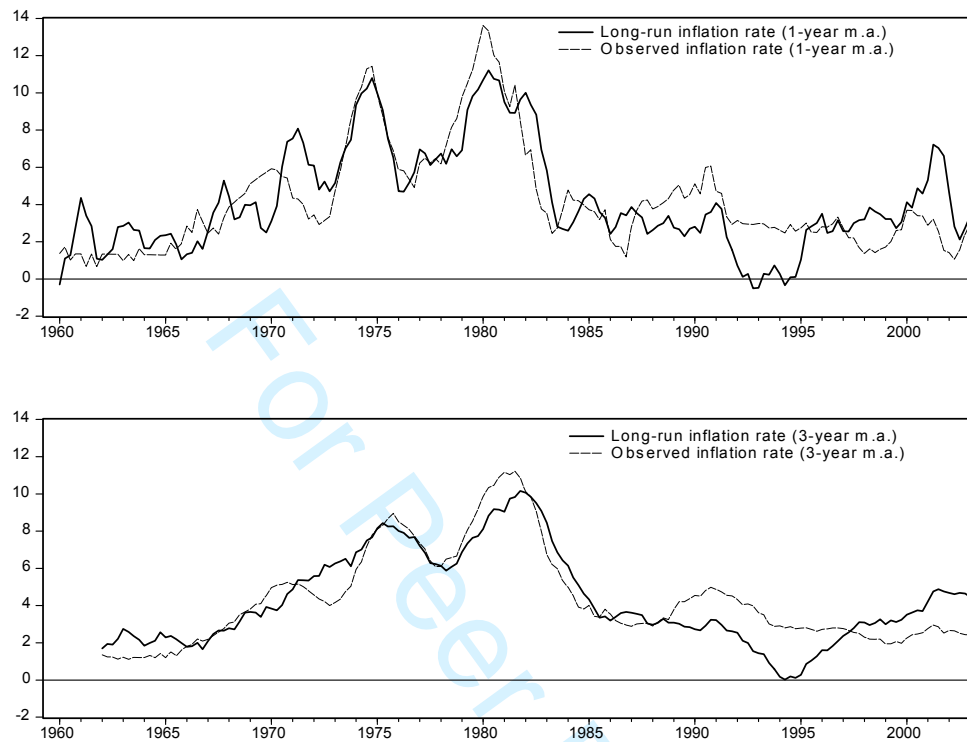 14
12
10
8
6
4
2
0
-2
Long-run inflation rate (1-year m.a.)
Observed inflation rate (1-year m.a.)
1960 1965 1970 1975 1980 1985 1990 1995 2000
14
12
10
8
6
4
2
0
-2
Long-run inflation rate (3-year m.a.)
Observed inflation rate (3-year m.a.)
1960 1965 1970 1975 1980 1985 1990 1995 2000
For Peer